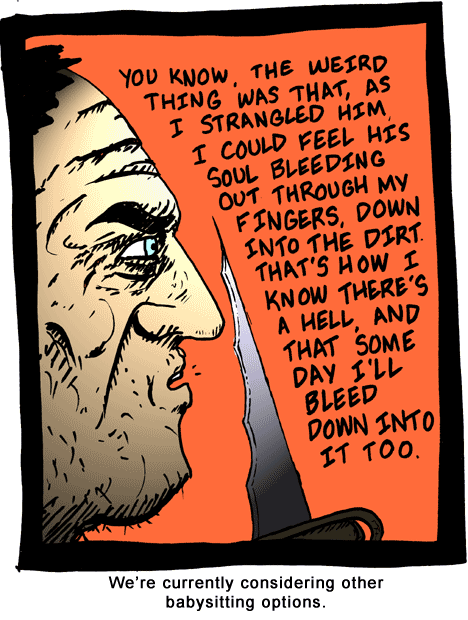 YOU KNOW, THE WEIRD
THING WAS THAT, AS
I STRANGLED HIM,
I COULD FEEL HIS
SOUL BLEEDING
OUT THROUGH MY
FINGERS, DOWN
INTO THE DIRT.
THAT'S HOW I
KNOW THERE'S
A HELL, AND
THAT SOME
DAY I'LL
BLEED
DOWN INTO
IT TOO.
We're currently considering other
babysitting options.